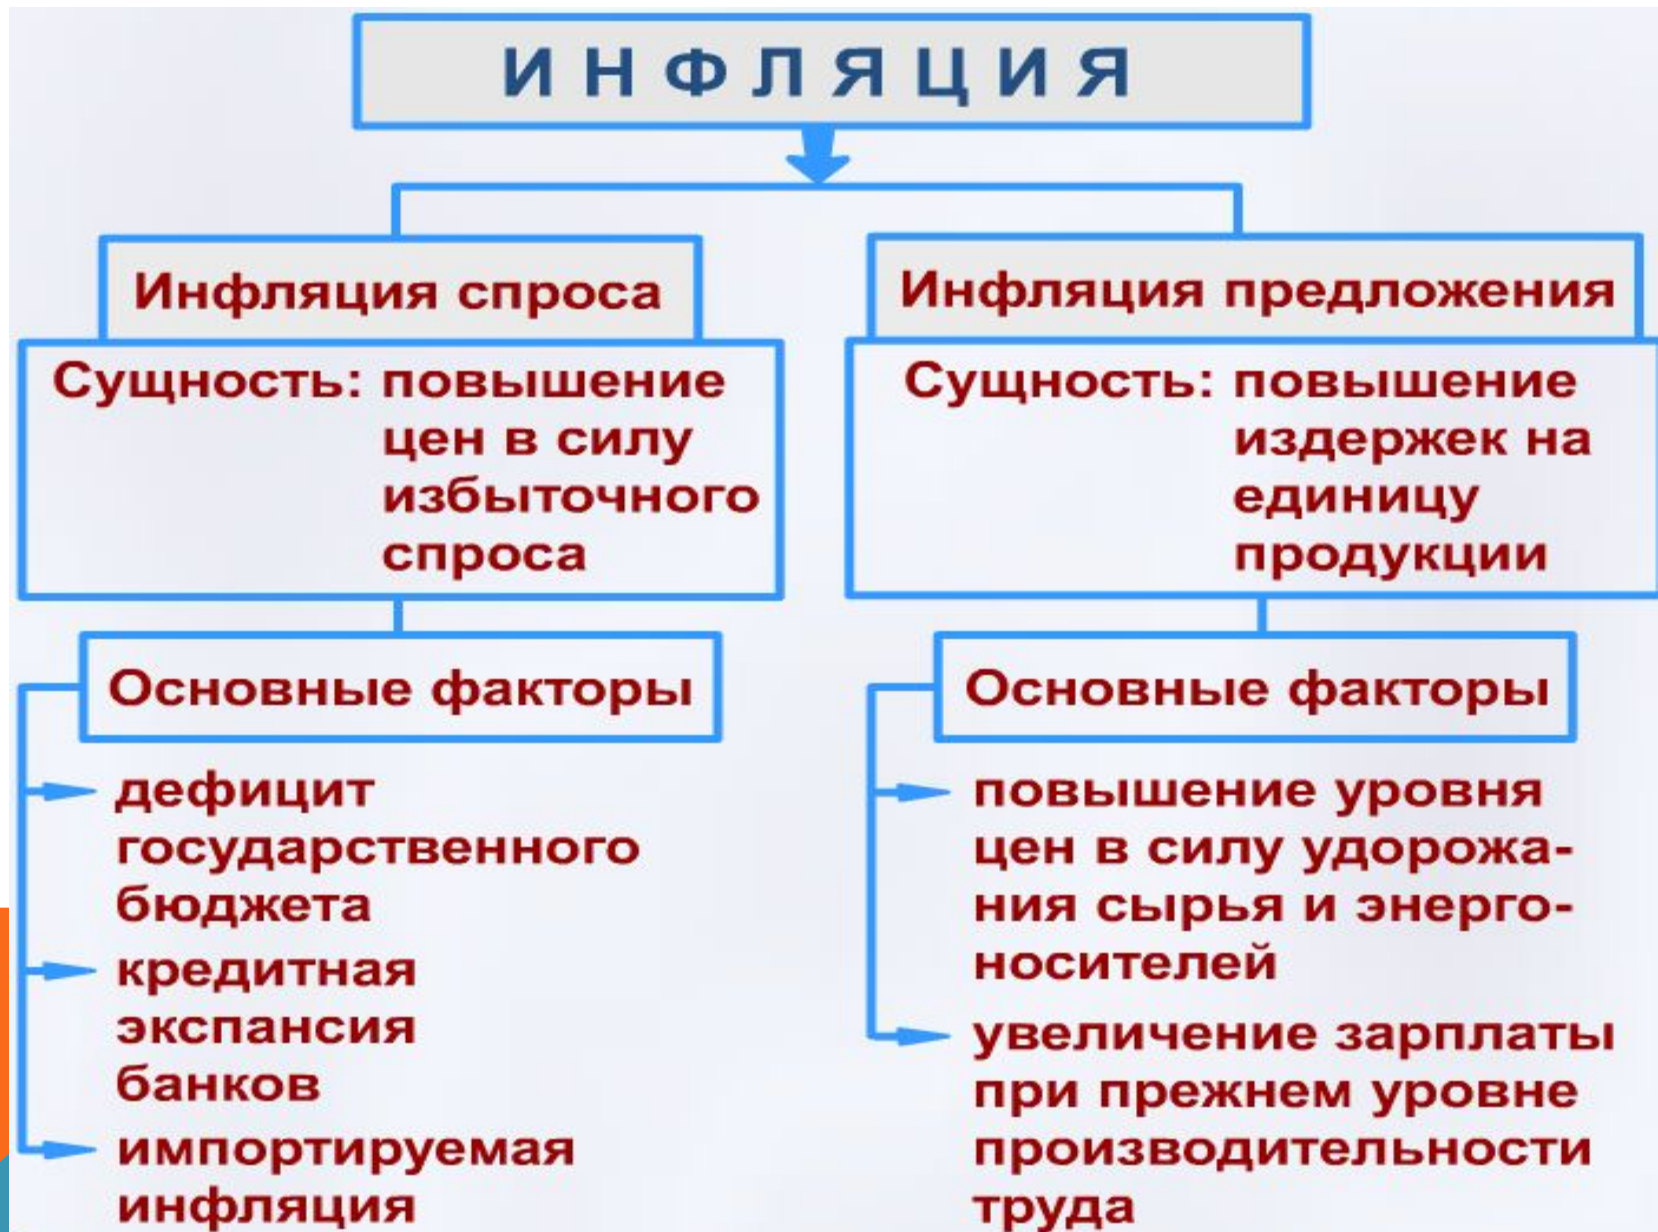 ИНФЛЯЦИЯ
Инфляция спроса
Сущность: повышение
цен в силу
избыточного
спроса
Основные факторы
дефицит
государственного
бюджета
кредитная
экспансия
банков
импортируемая
инфляция
Инфляция предложения
Сущность: повышение
издержек на
единицу
продукции
Основные факторы
повышение уровня
цен в силу удорожа-
ния сырья и энерго-
носителей
увеличение зарплаты
при прежнем уровне
производительности
труда